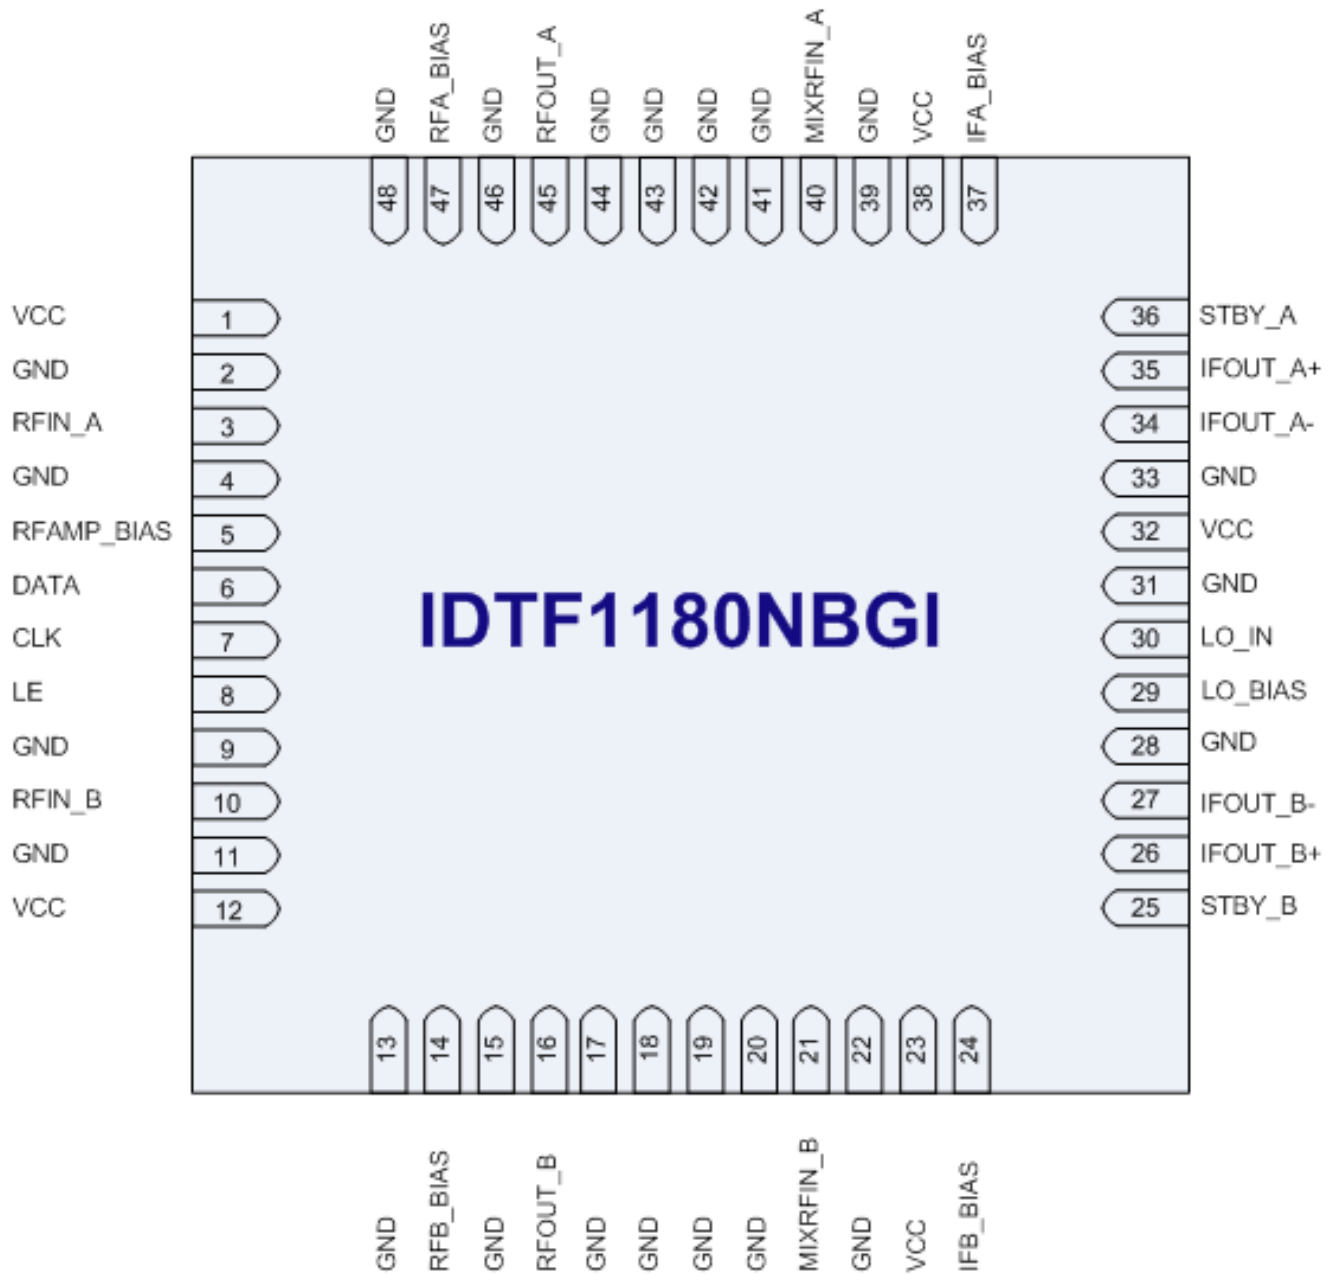 GND
RFA_BIAS
GND
RFOUT_A
GND
GND
GND
GND
MIXRFIN_A
GND
VCC
IFA_BIAS
48
47
46
45
44
43
42
41
40
39
38
37
VCC 1
GND 2
RFIN_A 3
GND 4
RFAMP_BIAS 5
DATA 6
CLK 7
LE 8
GND 9
RFIN_B 10
GND 11
VCC 12
IDTF1180NBGI
36 STBY_A
35 IFOUT_A+
34 IFOUT_A-
33 GND
32 VCC
31 GND
30 LO_IN
29 LO_BIAS
28 GND
27 IFOUT_B-
26 IFOUT_B+
25 STBY_B
13
14
15
16
17
18
19
20
21
22
23
24
GND
RFB_BIAS
GND
RFOUT_B
GND
GND
GND
GND
MIXRFIN_B
GND
VCC
IFB_BIAS